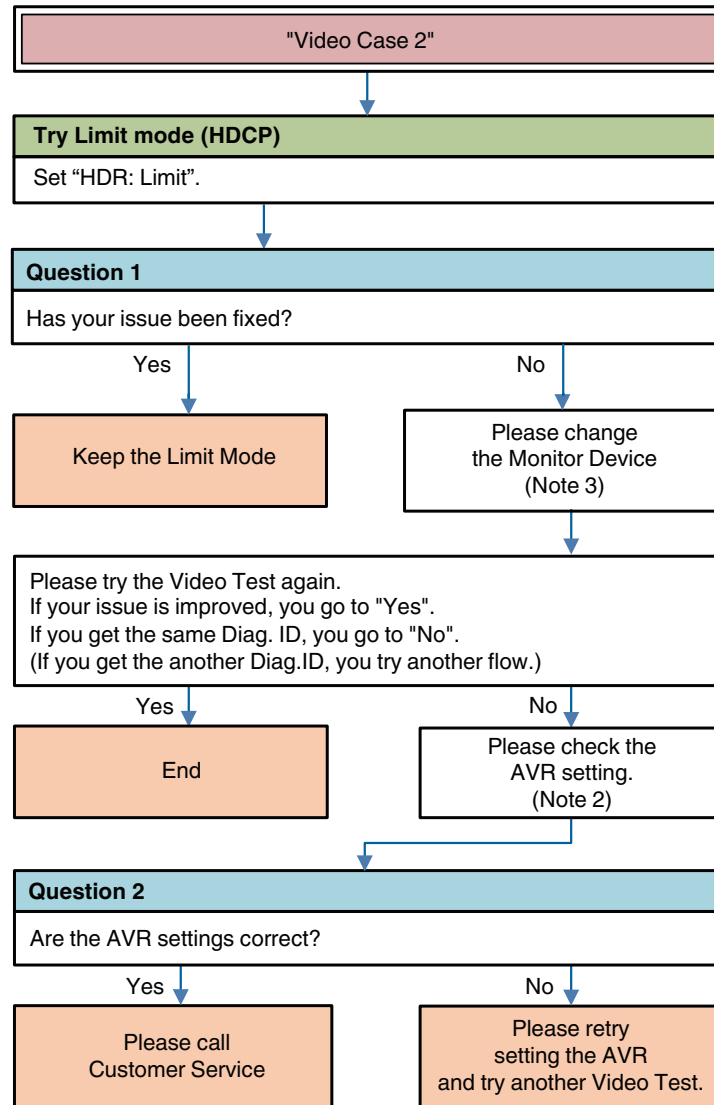 "Video Case 2"
Try Limit mode (HDCP)
Set “HDR: Limit”.
Question 1
Has your issue been fixed?
Yes
No
Keep the Limit Mode
Please change
the Monitor Device
(Note 3)
Please try the Video Test again.
If your issue is improved, you go to "Yes".
If you get the same Diag. ID, you go to "No".
(If you get the another Diag.ID, you try another flow.)
Yes
No
End
Please check the
AVR setting.
(Note 2)
Question 2
Are the AVR settings correct?
Yes
No
Please call
Customer Service
Please retry
setting the AVR
and try another Video Test.